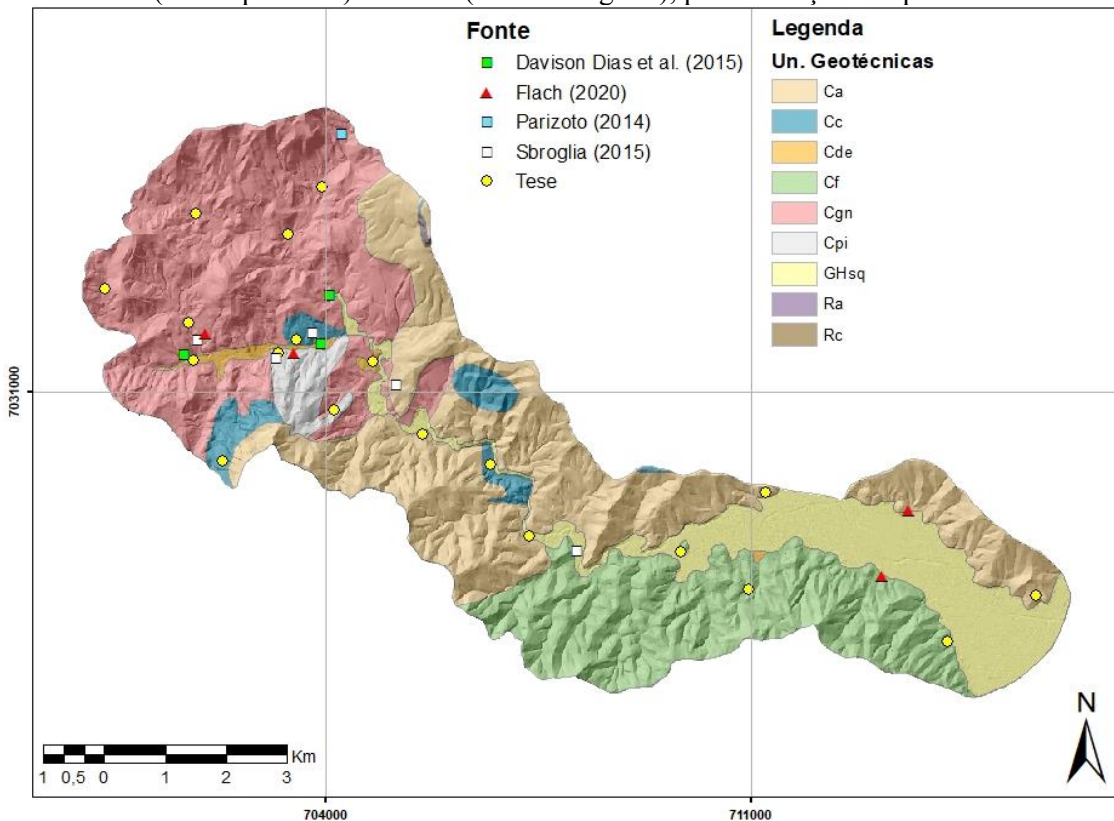 Fonte
Davison Dias et al. (2015)
Flach (2020)
Parizoto (2014)
Sbroglia (2015)
Tese
Legenda
Un. Geotécnicas
Ca
Cc
Cde
Cf
Cgn
Cpi
GHsq
Ra
Rc
7031000
N
Km
1 0,5 0 1 2 3
704000
711000